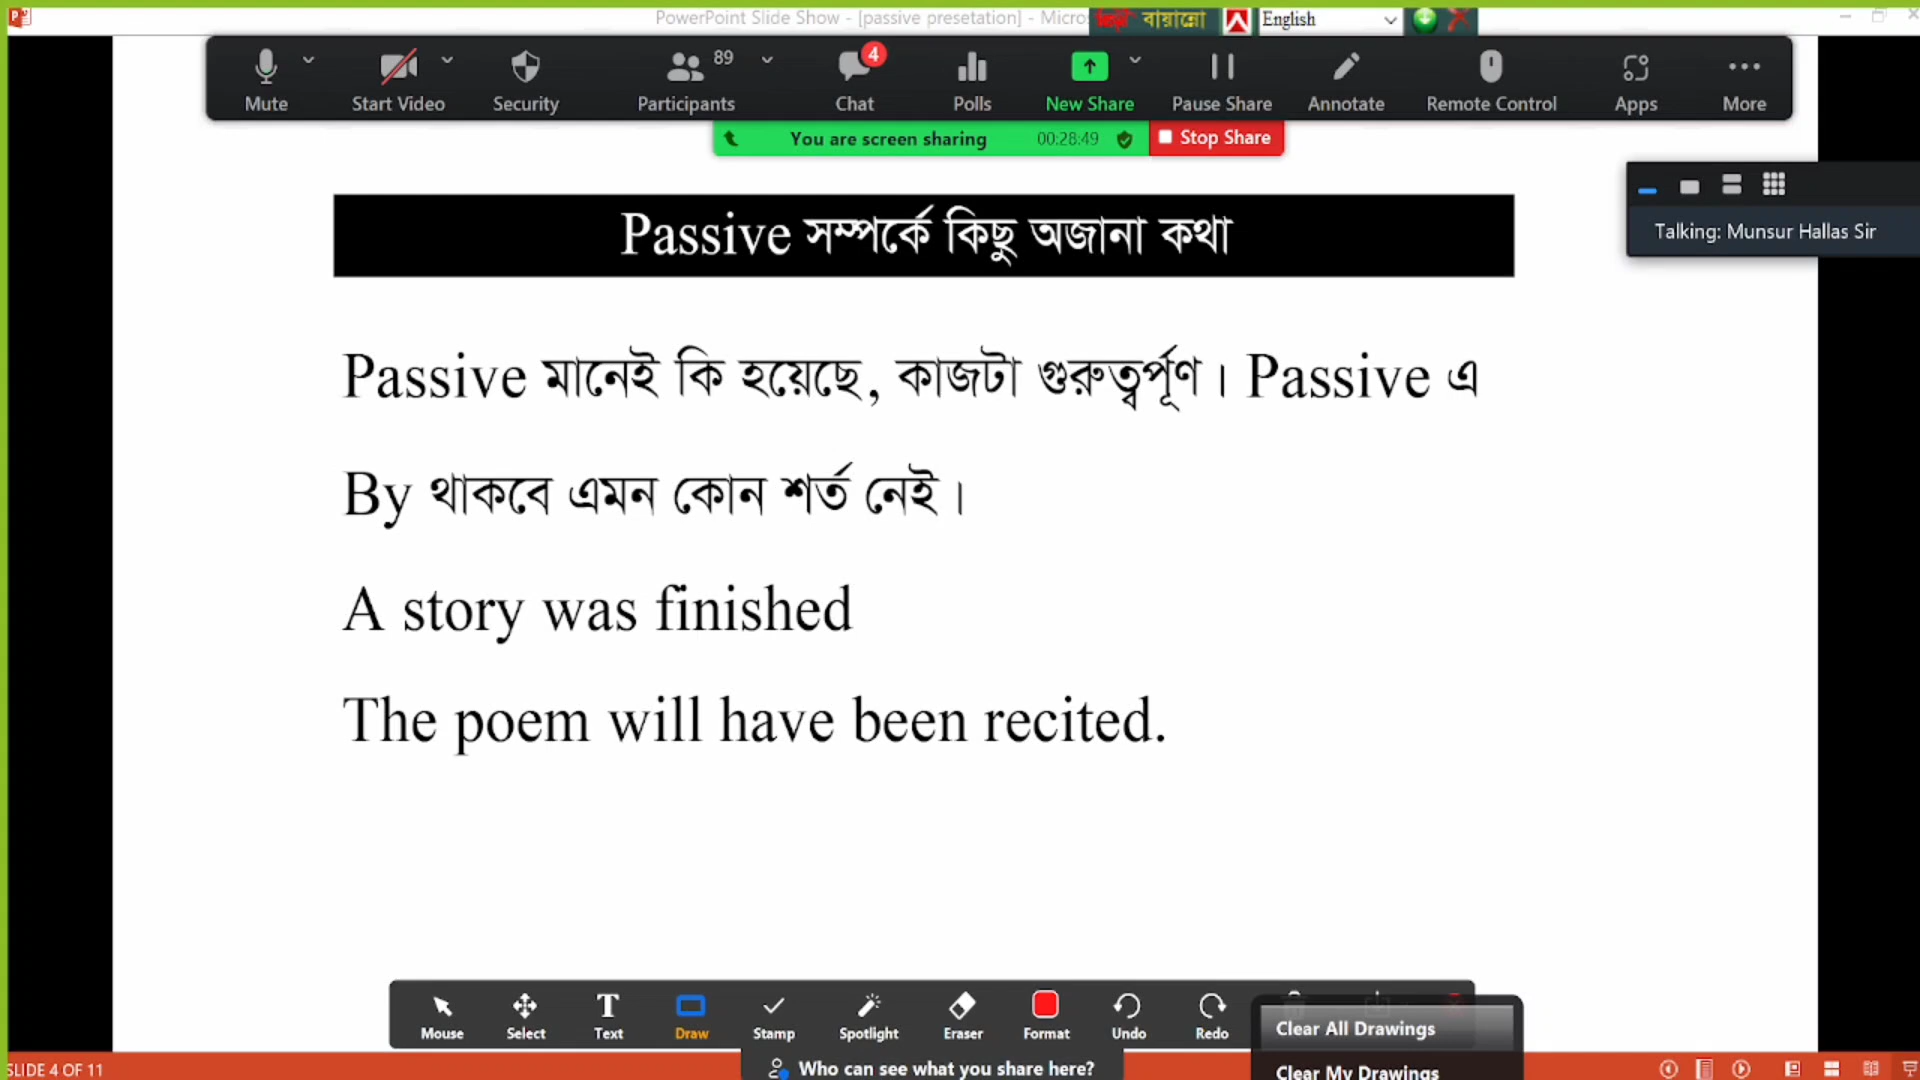 PowerPoint Slide Show - [passive presetation] - Micros
বায়ান্নো
English
Mute
Start Video
Security
89
Participants
4
Chat
Polls
New Share
Pause Share
Annotate
Remote Control
Apps
More
You are screen sharing
00:28:49
Stop Share
Talking: Munsur Hallas Sir
Passive সম্পর্কে কিছু অজানা কথা
Passive মানেই কি হয়েছে, কাজটা গুরুত্বর্পূণ। Passive এ
By থাকবে এমন কোন শর্ত নেই।
A story was finished
The poem will have been recited.
Mouse
Select
Text
Draw
Stamp
Spotlight
Eraser
Format
Undo
Redo
Clear All Drawings
Clear My Drawings
Who can see what you share here?
SLIDE 4 OF 11